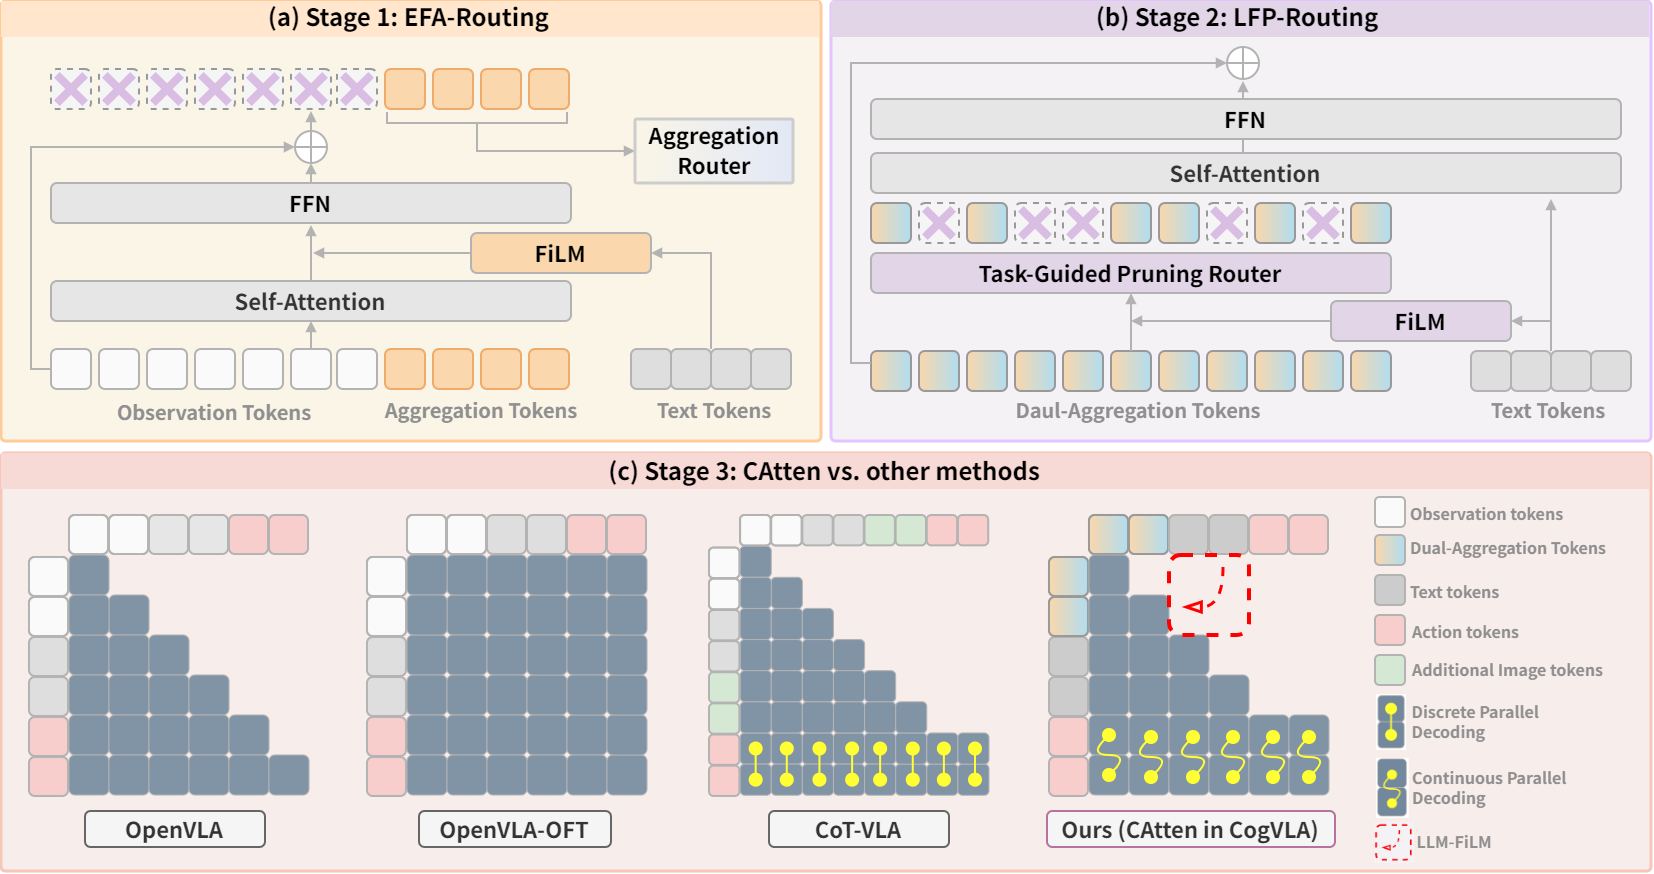 (a) Stage 1: EFA-Routing
Aggregation
Router
FFN
FiLM
Self-Attention
Observation Tokens
Aggregation Tokens
Text Tokens
(b) Stage 2: LFP-Routing
FFN
Self-Attention
Task-Guided Pruning Router
FiLM
Daul-Aggregation Tokens
Text Tokens
(c) Stage 3: CAtten vs. other methods
OpenVLA
OpenVLA-OFT
CoT-VLA
Ours (CAtten in CogVLA)
Observation tokens
Dual-Aggregation Tokens
Text tokens
Action tokens
Additional Image tokens
Discrete Parallel
Decoding
Continuous Parallel
Decoding
LLM-FiLM